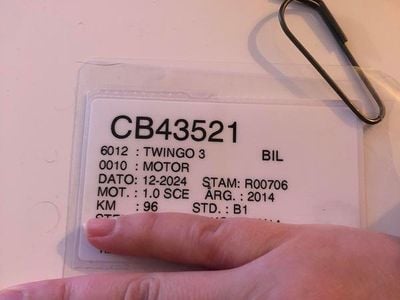 CB43521
6012 : TWINGO 3 BIL
0010 : MOTOR
DATO: 12-2024 STAM: R00706
MOT. : 1.0 SCE ÅRG. : 2014
KM : 96 STD. : B1